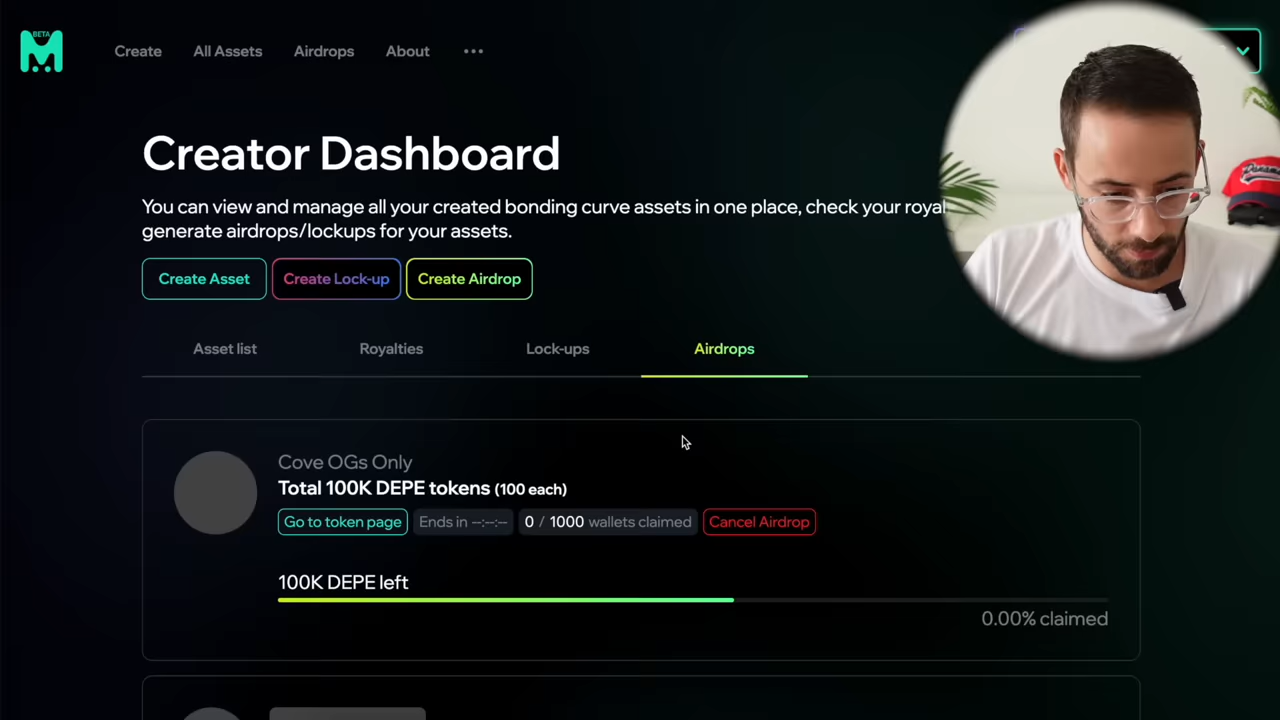 BETA
Create All Assets Airdrops About
Creator Dashboard
You can view and manage all your created bonding curve assets in one place, check your royal
generate airdrops/lockups for your assets.
Create Asset Create Lock-up Create Airdrop
Asset list Royalties Lock-ups Airdrops
Cove OGs Only
Total 100K DEPE tokens (100 each)
Go to token page Ends in --:--:-- 0 / 1000 wallets claimed Cancel Airdrop
100K DEPE left
0.00% claimed